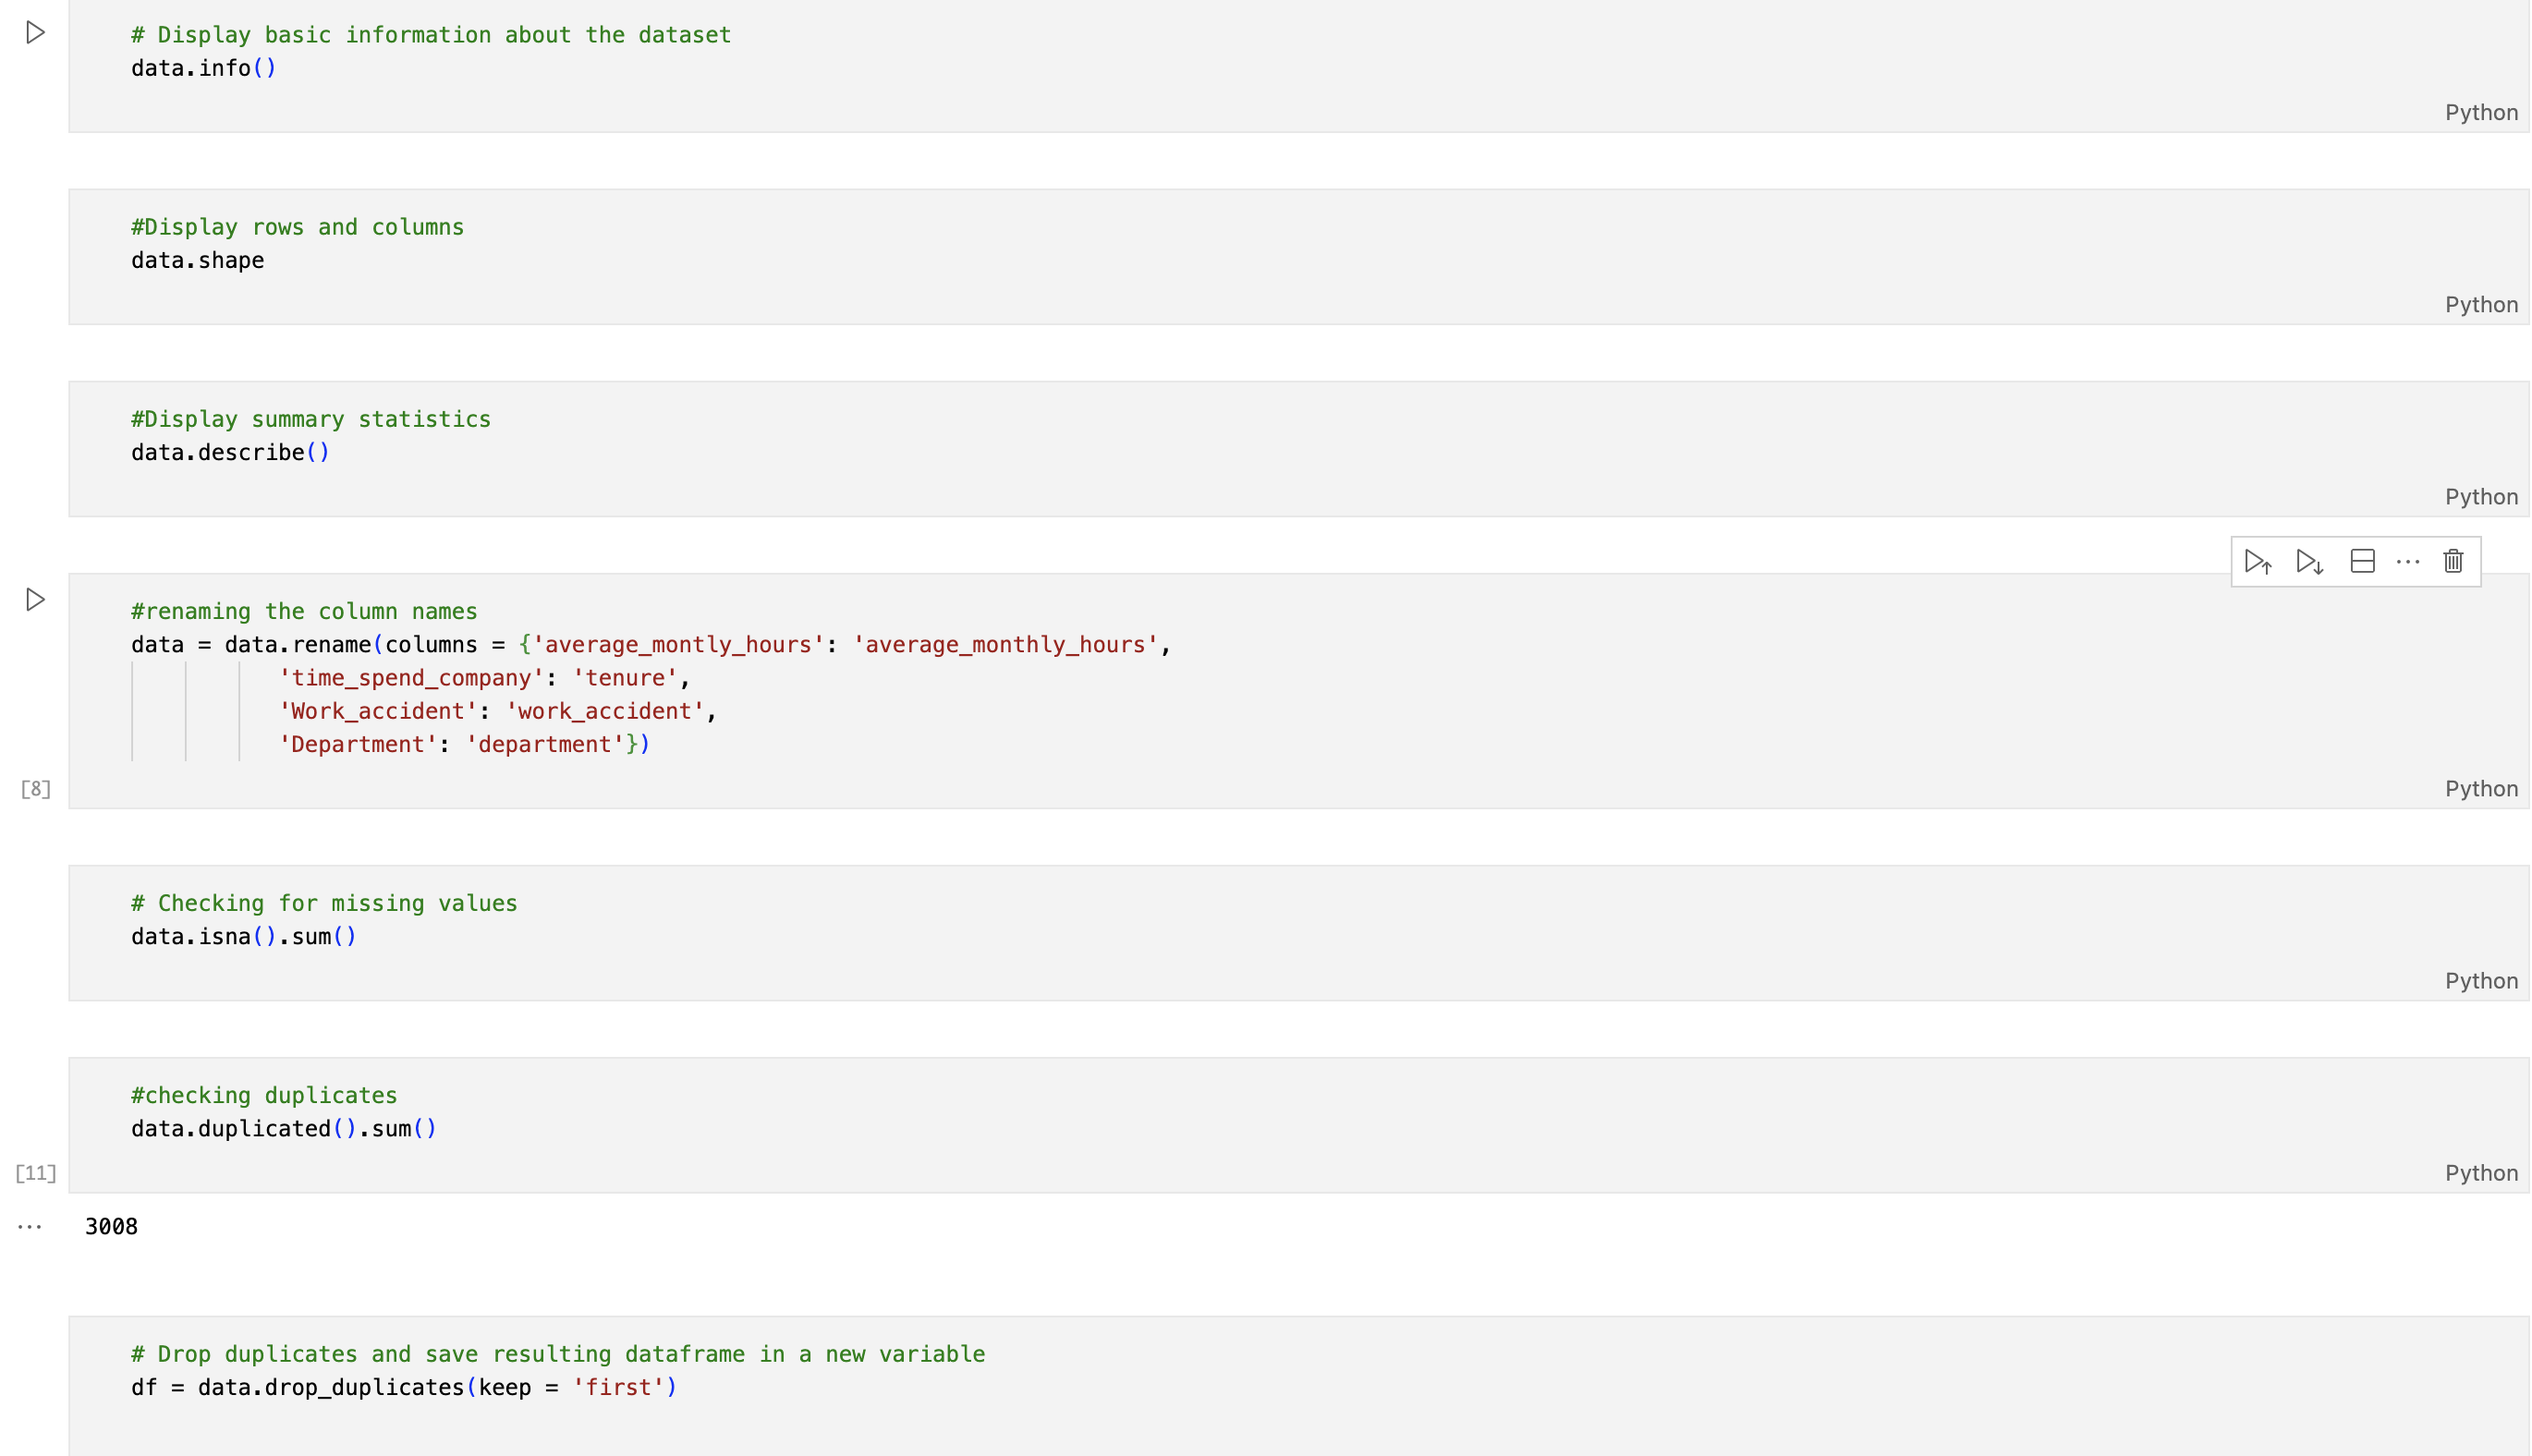 # Display basic information about the dataset
data.info()
Python
#Display rows and columns
data.shape
Python
#Display summary statistics
data.describe()
Python
#renaming the column names
data = data.rename(columns = {'average_montly_hours': 'average_monthly_hours',
'time_spend_company': 'tenure',
'Work_accident': 'work_accident',
'Department': 'department'})
[8]
Python
# Checking for missing values
data.isna().sum()
Python
#checking duplicates
data.duplicated().sum()
[11]
Python
... 3008
# Drop duplicates and save resulting dataframe in a new variable
df = data.drop_duplicates(keep = 'first')